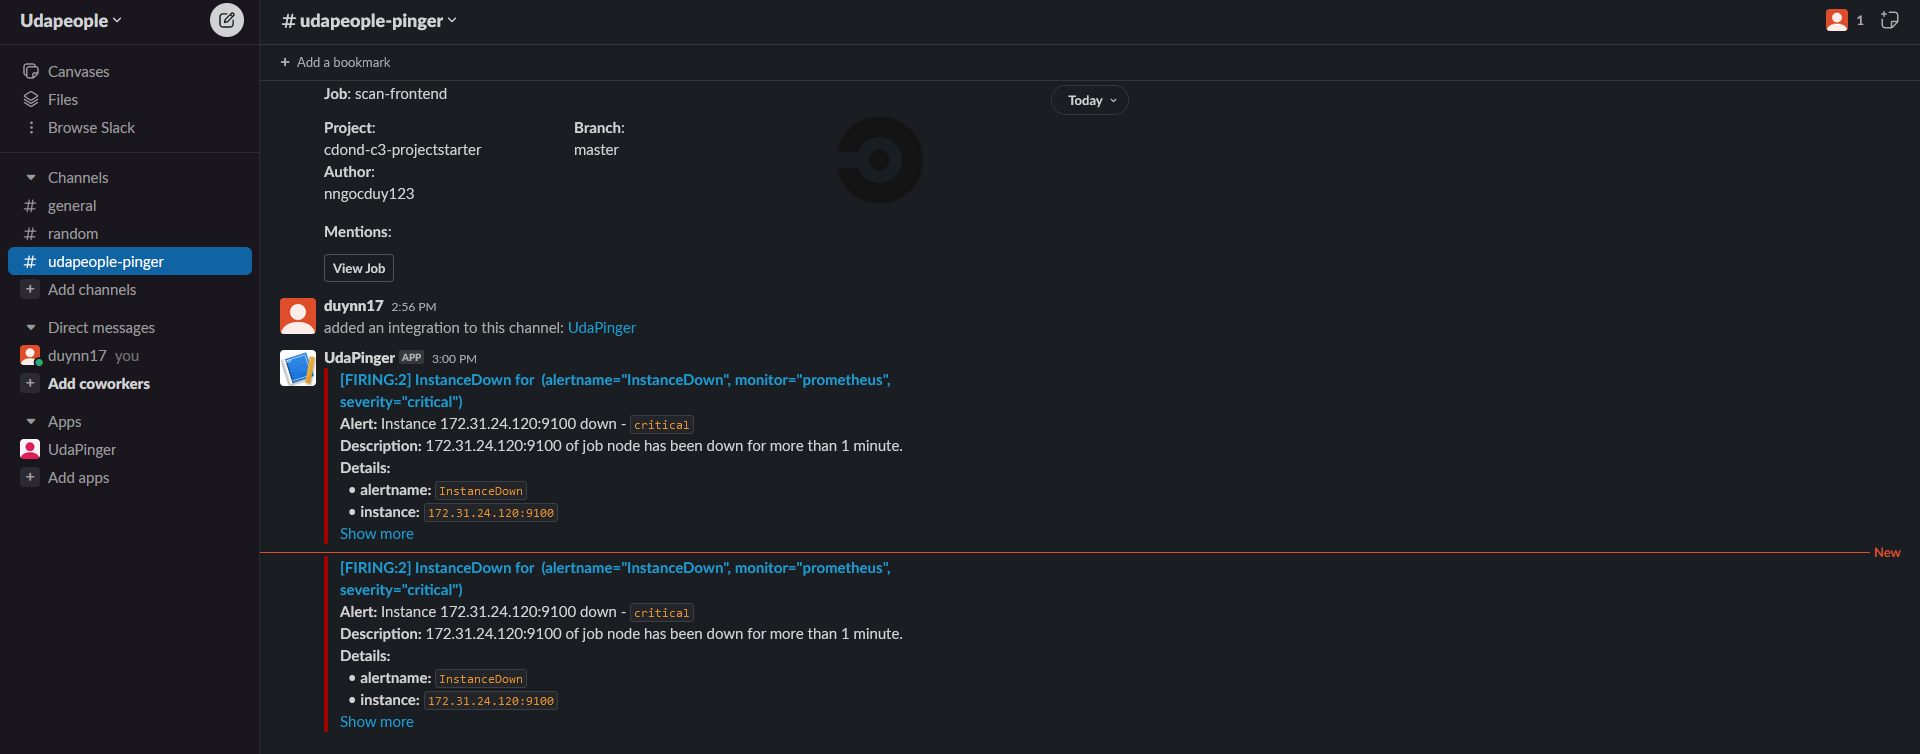 Udapeople
Canvases
Files
Browse Slack
Channels
# general
# random
# udapeople-pinger
+ Add channels
Direct messages
duynn17 you
+ Add coworkers
Apps
UdaPinger
+ Add apps
# udapeople-pinger
1
+ Add a bookmark
Today
Job: scan-frontend
Project: Branch:
cdond-c3-projectstarter master
Author:
nngocduy123
Mentions:
View Job
duynn17 2:56 PM
added an integration to this channel: UdaPinger
UdaPinger APP 3:00 PM
[FIRING:2] InstanceDown for (alertname="InstanceDown", monitor="prometheus",
severity="critical")
Alert: Instance 172.31.24.120:9100 down - critical
Description: 172.31.24.120:9100 of job node has been down for more than 1 minute.
Details:
• alertname: InstanceDown
• instance: 172.31.24.120:9100
Show more
New
[FIRING:2] InstanceDown for (alertname="InstanceDown", monitor="prometheus",
severity="critical")
Alert: Instance 172.31.24.120:9100 down - critical
Description: 172.31.24.120:9100 of job node has been down for more than 1 minute.
Details:
• alertname: InstanceDown
• instance: 172.31.24.120:9100
Show more